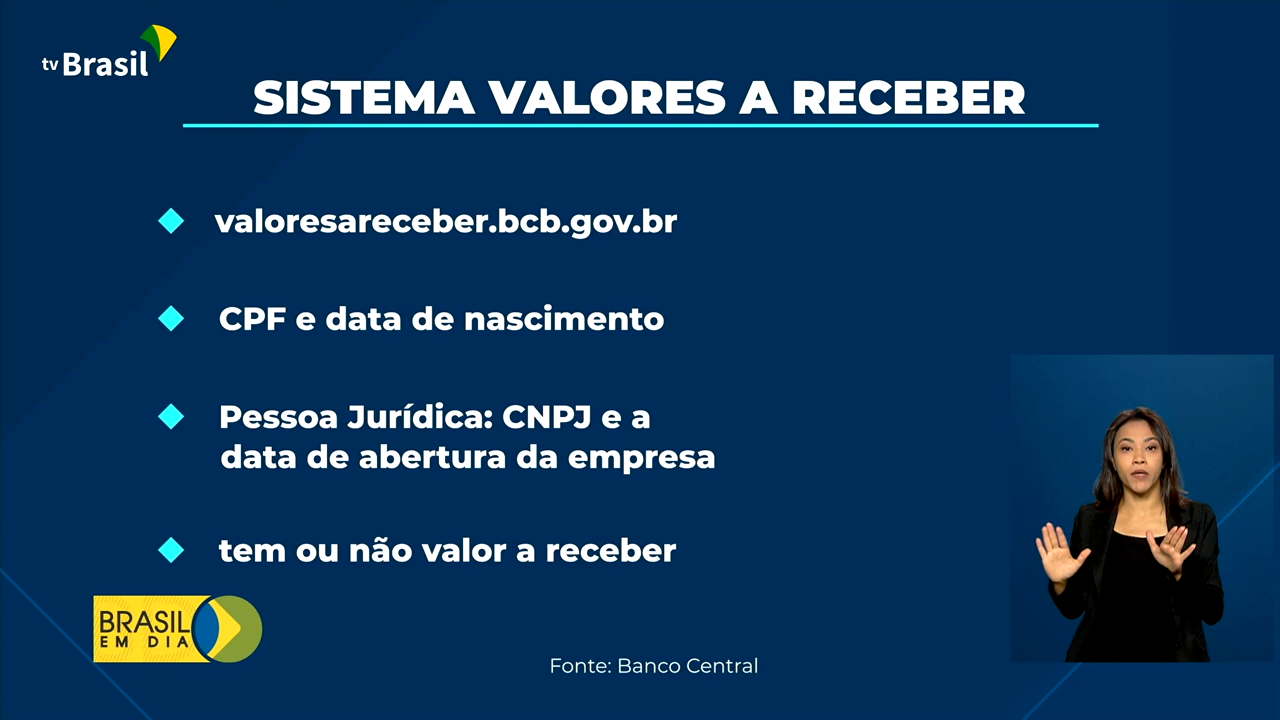 tv Brasil
SISTEMA VALORES A RECEBER
valoresareceber.bcb.gov.br
CPF e data de nascimento
Pessoa Jurídica: CNPJ e a
data de abertura da empresa
tem ou não valor a receber
BRASIL
EM DIA
Fonte: Banco Central